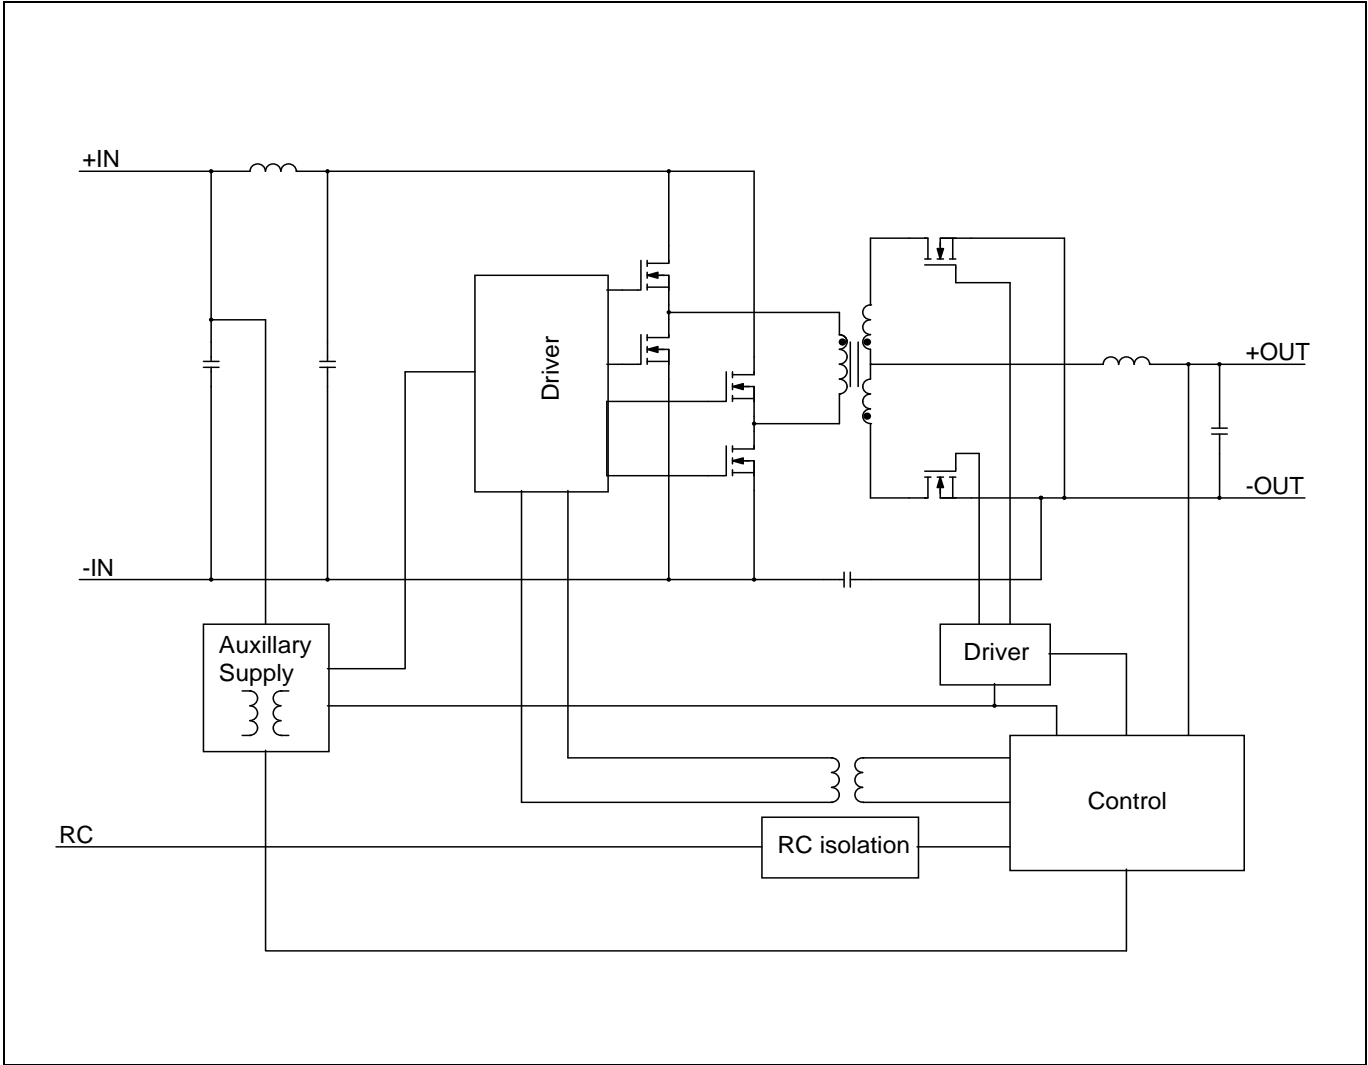 +IN
Driver
+OUT
-OUT
-IN
Auxillary
Supply
Driver
Control
RC
RC isolation